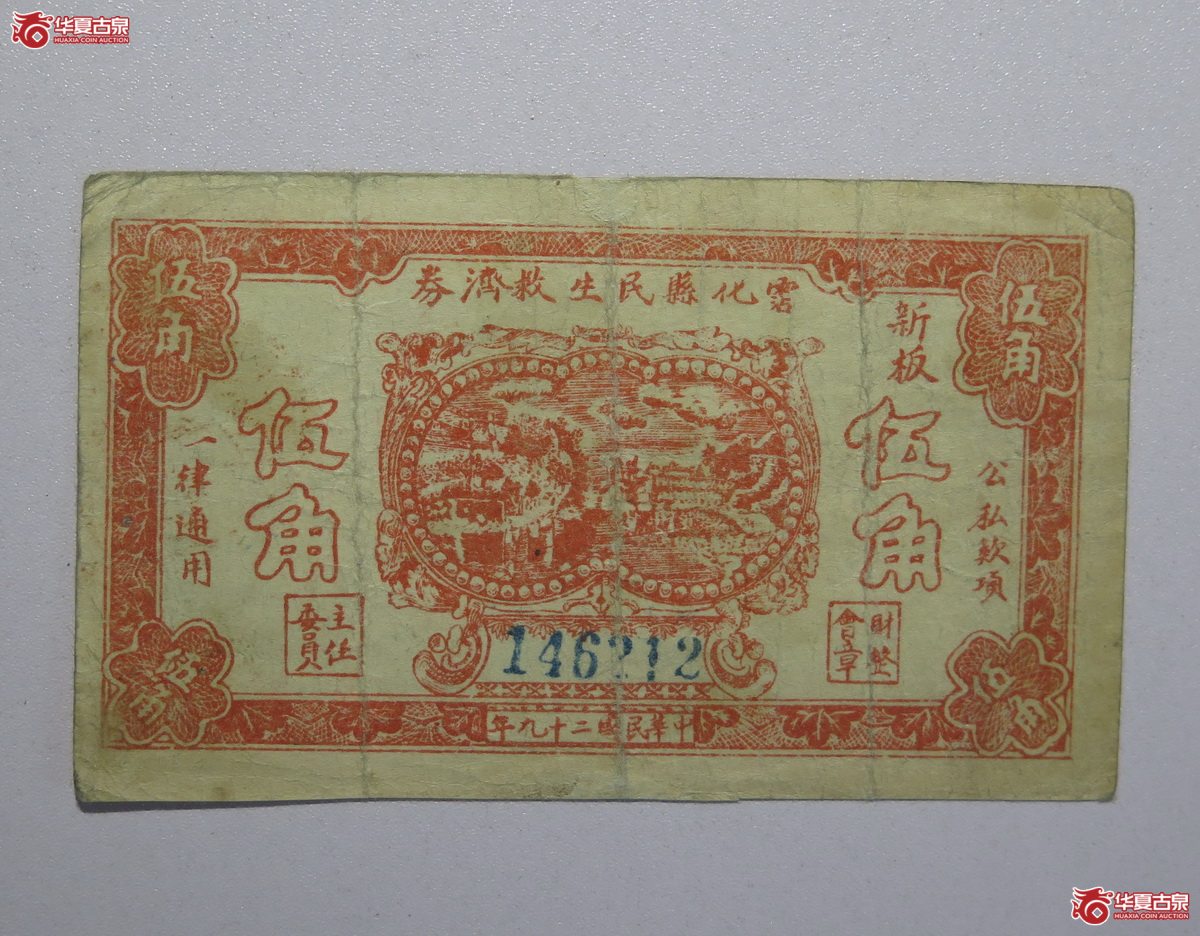 华夏古泉
HUAXIA COIN AUCTION
霑化縣民生救濟券
伍角
伍角
新板
伍角
伍角
公私款項
一律通用
財整會章
主任委員
146212
伍角
伍角
中華民國二十九年
华夏古泉
HUAXIA COIN AUCTION